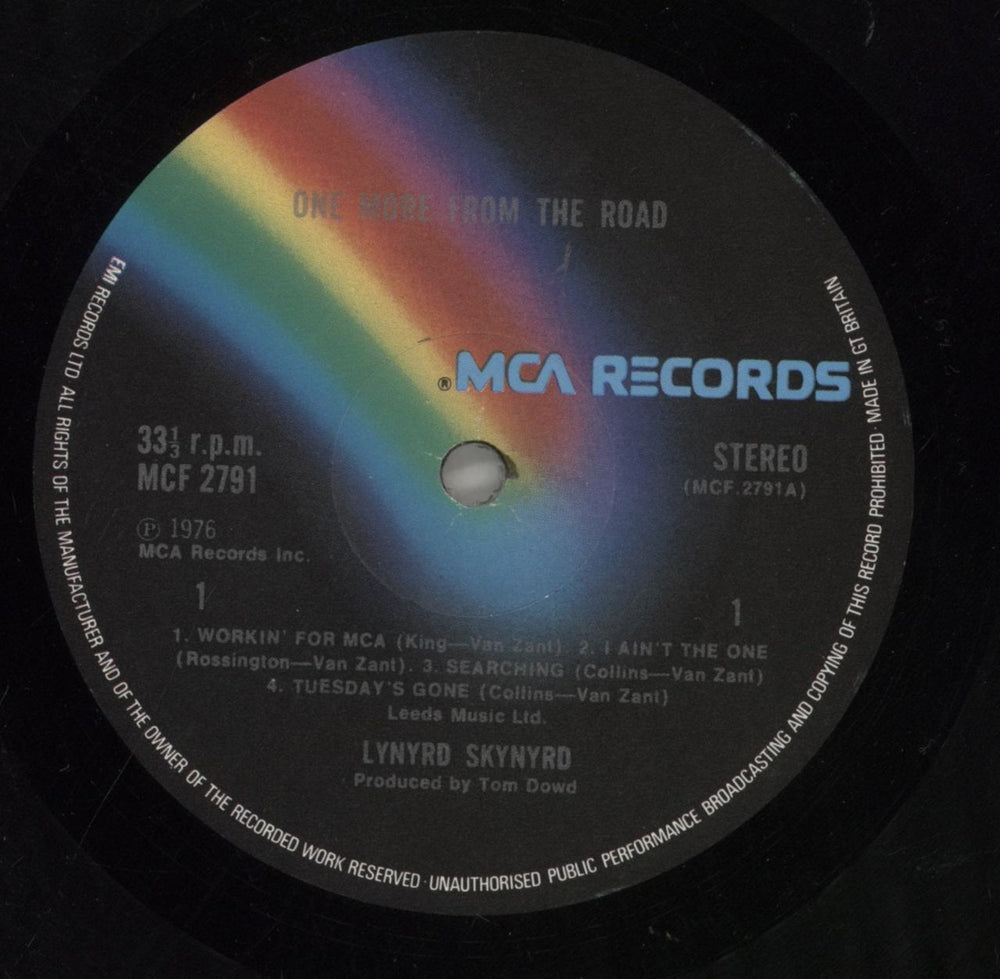 ONE MORE FROM THE ROAD
® MCA RECORDS
33⅓ r.p.m.
MCF 2791
STEREO
(MCF.2791A)
℗ 1976
MCA Records Inc.
1
1
1. WORKIN' FOR MCA (King—Van Zant). 2. I AIN'T THE ONE
(Rossington—Van Zant). 3. SEARCHING (Collins—Van Zant)
4. TUESDAY'S GONE (Collins—Van Zant)
Leeds Music Ltd.
LYNYRD SKYNYRD
Produced by Tom Dowd
EMI RECORDS LTD ALL RIGHTS OF THE MANUFACTURER AND OF THE OWNER OF THE RECORDED WORK RESERVED · UNAUTHORISED PUBLIC PERFORMANCE BROADCASTING AND COPYING OF THIS RECORD PROHIBITED · MADE IN GT BRITAIN